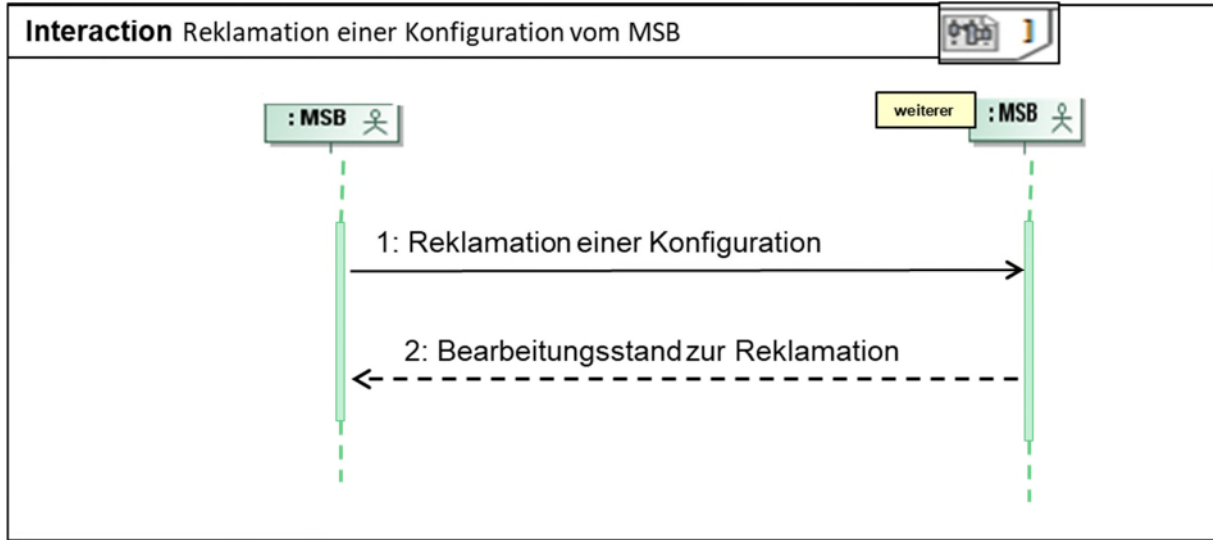 Interaction Reklamation einer Konfiguration vom MSB
: MSB
weiterer
: MSB
1: Reklamation einer Konfiguration
2: Bearbeitungsstand zur Reklamation